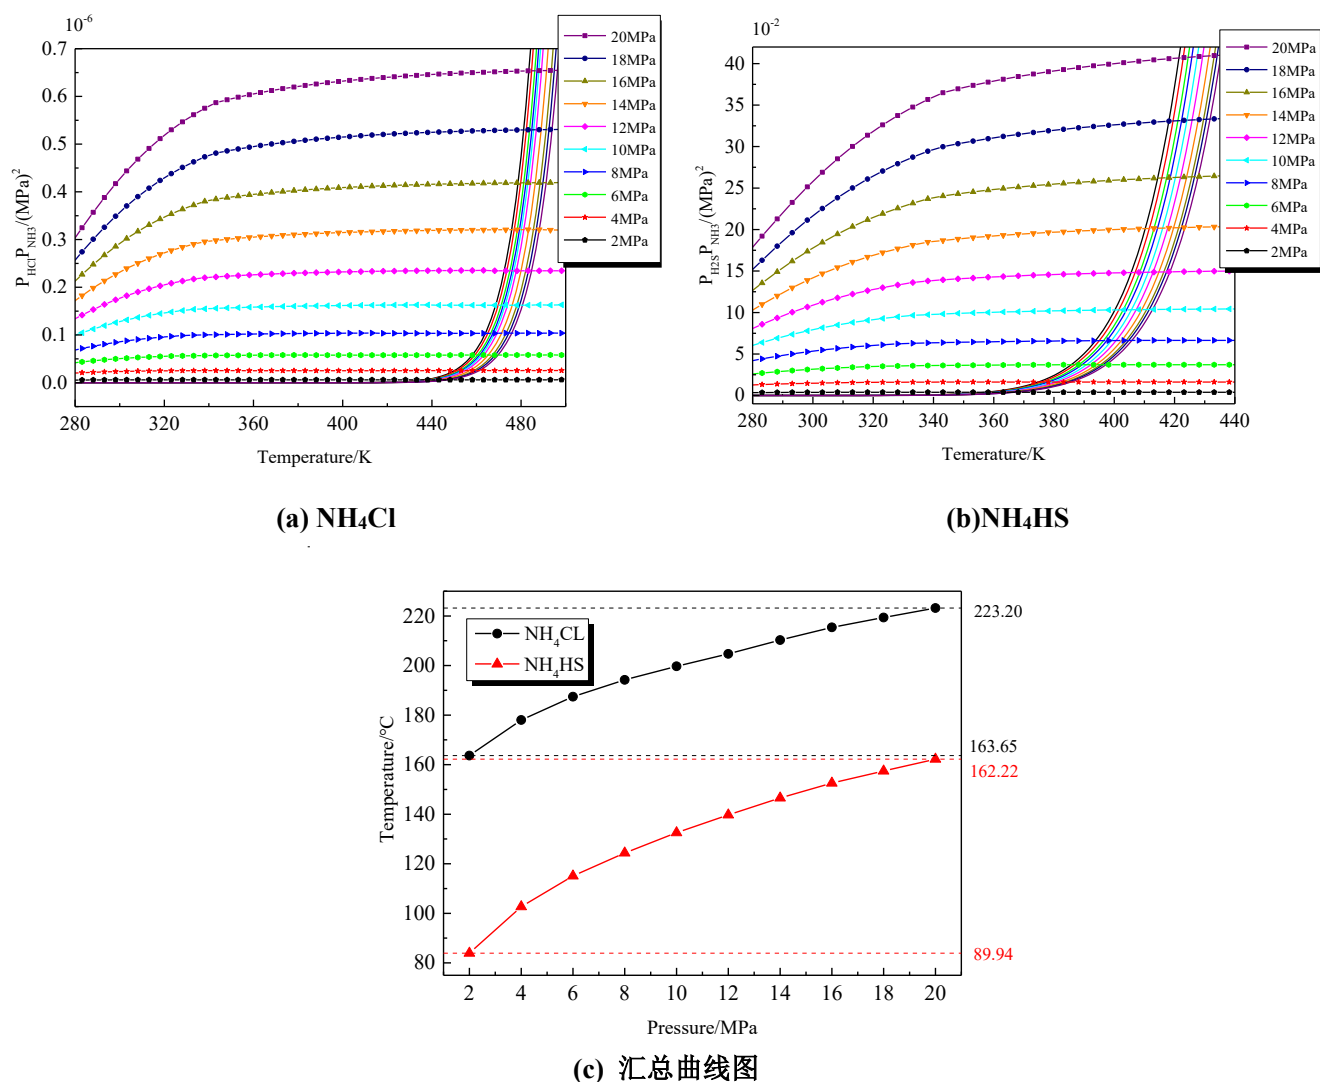 10^-6
0.7
0.6
0.5
0.4
0.3
0.2
0.1
0.0
P_HCl P_NH3/(MPa)^2
280 320 360 400 440 480
Temperature/K
20MPa
18MPa
16MPa
14MPa
12MPa
10MPa
8MPa
6MPa
4MPa
2MPa
(a) NH4Cl
10^-2
40
35
30
25
20
15
10
5
0
P_H2S P_NH3/(MPa)^2
280 300 320 340 360 380 400 420 440
Temerature/K
20MPa
18MPa
16MPa
14MPa
12MPa
10MPa
8MPa
6MPa
4MPa
2MPa
(b)NH4HS
220
200
180
160
140
120
100
80
Temperature/°C
NH4CL
NH4HS
223.20
163.65
162.22
89.94
2 4 6 8 10 12 14 16 18 20
Pressure/MPa
(c) 汇总曲线图